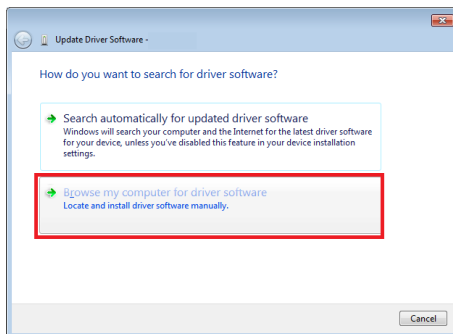 Update Driver Software -
How do you want to search for driver software?
Search automatically for updated driver software
Windows will search your computer and the Internet for the latest driver software
for your device, unless you've disabled this feature in your device installation
settings.
Browse my computer for driver software
Locate and install driver software manually.
Cancel